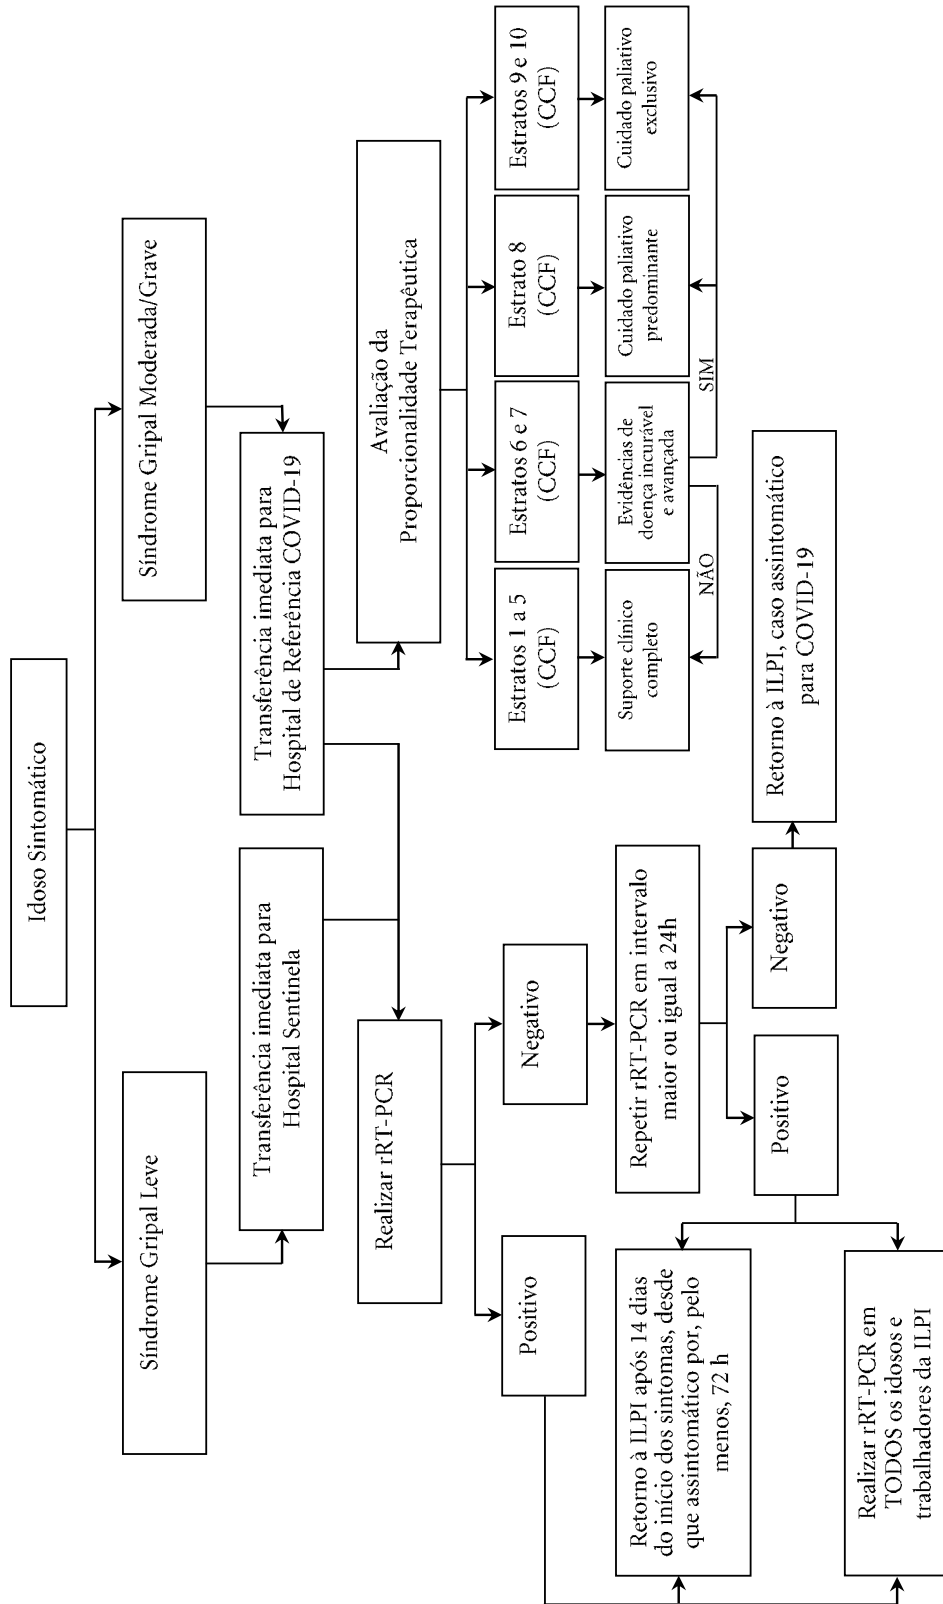 Idoso Sintomático
Síndrome Gripal Leve
Síndrome Gripal Moderada/Grave
Transferência imediata para
Hospital Sentinela
Transferência imediata para
Hospital de Referência COVID-19
Realizar rRT-PCR
Avaliação da
Proporcionalidade Terapêutica
Positivo
Negativo
Estratos 1 a 5
(CCF)
Estratos 6 e 7
(CCF)
Estrato 8
(CCF)
Estratos 9 e 10
(CCF)
Retorno à ILPI após 14 dias
do início dos sintomas, desde
que assintomático por, pelo
menos, 72 h
Repetir rRT-PCR em intervalo
maior ou igual a 24h
Suporte clínico
completo
Evidências de
doença incurável
e avançada
Cuidado paliativo
predominante
Cuidado paliativo
exclusivo
NÃO
SIM
Positivo
Negativo
Retorno à ILPI, caso assintomático
para COVID-19
Realizar rRT-PCR em
TODOS os idosos e
trabalhadores da ILPI